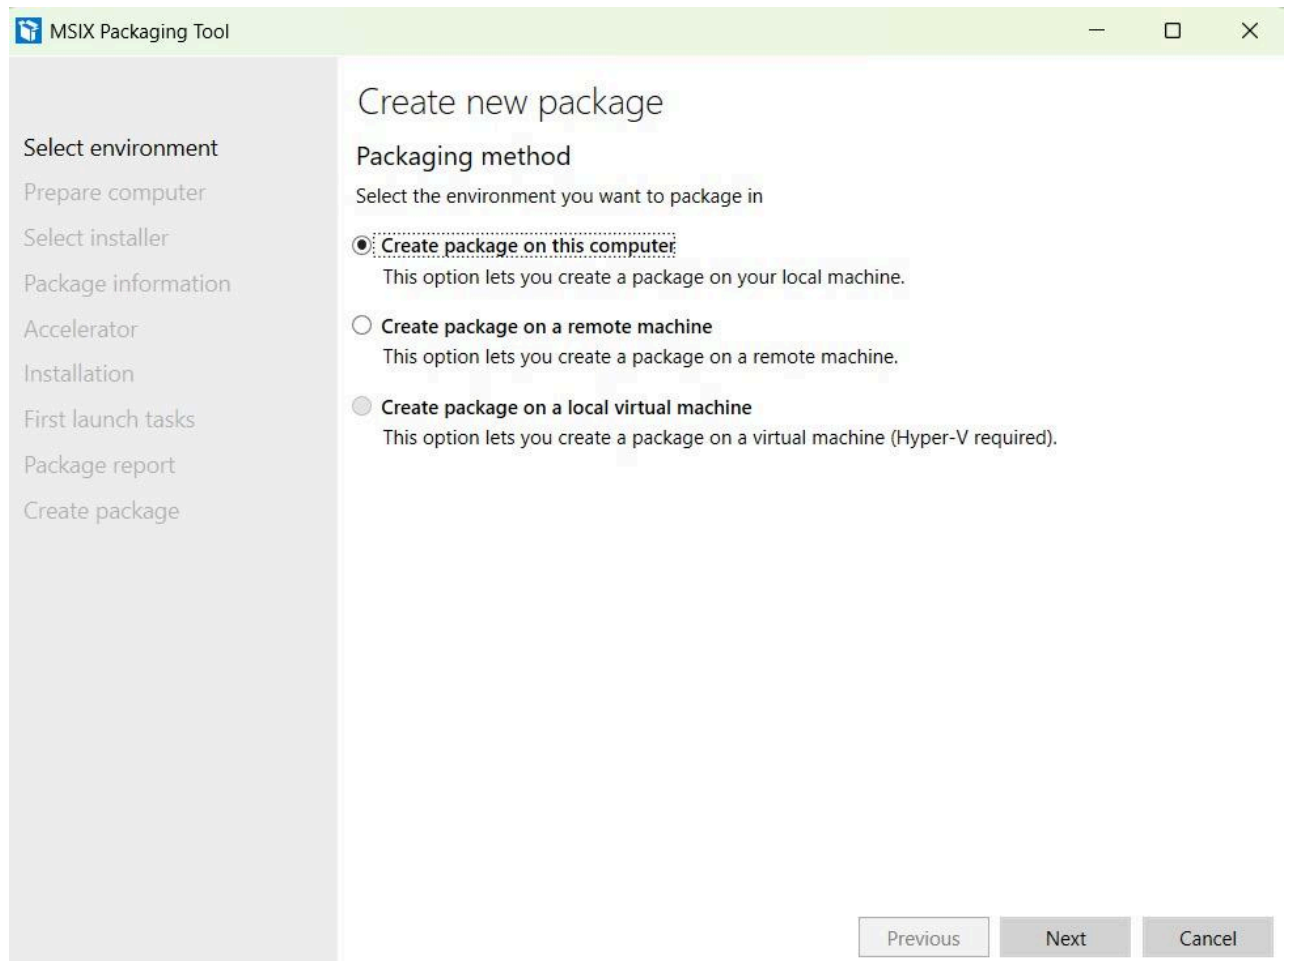 MSIX Packaging Tool
Select environment
Prepare computer
Select installer
Package information
Accelerator
Installation
First launch tasks
Package report
Create package
Create new package
Packaging method
Select the environment you want to package in
Create package on this computer
This option lets you create a package on your local machine.
Create package on a remote machine
This option lets you create a package on a remote machine.
Create package on a local virtual machine
This option lets you create a package on a virtual machine (Hyper-V required).
Previous
Next
Cancel